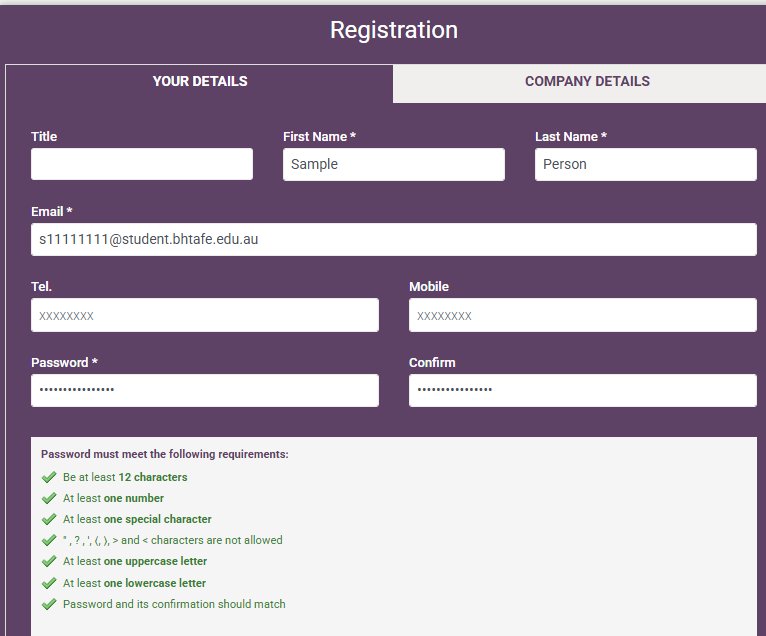 Registration
YOUR DETAILS COMPANY DETAILS
Title First Name * Last Name *
Sample Person
Email *
s11111111@student.bhtafe.edu.au
Tel. Mobile
XXXXXXXX XXXXXXXX
Password * Confirm
•••••••••••••••• ••••••••••••••••
Password must meet the following requirements:
Be at least 12 characters
At least one number
At least one special character
" , ? , ', (, ), > and < characters are not allowed
At least one uppercase letter
At least one lowercase letter
Password and its confirmation should match